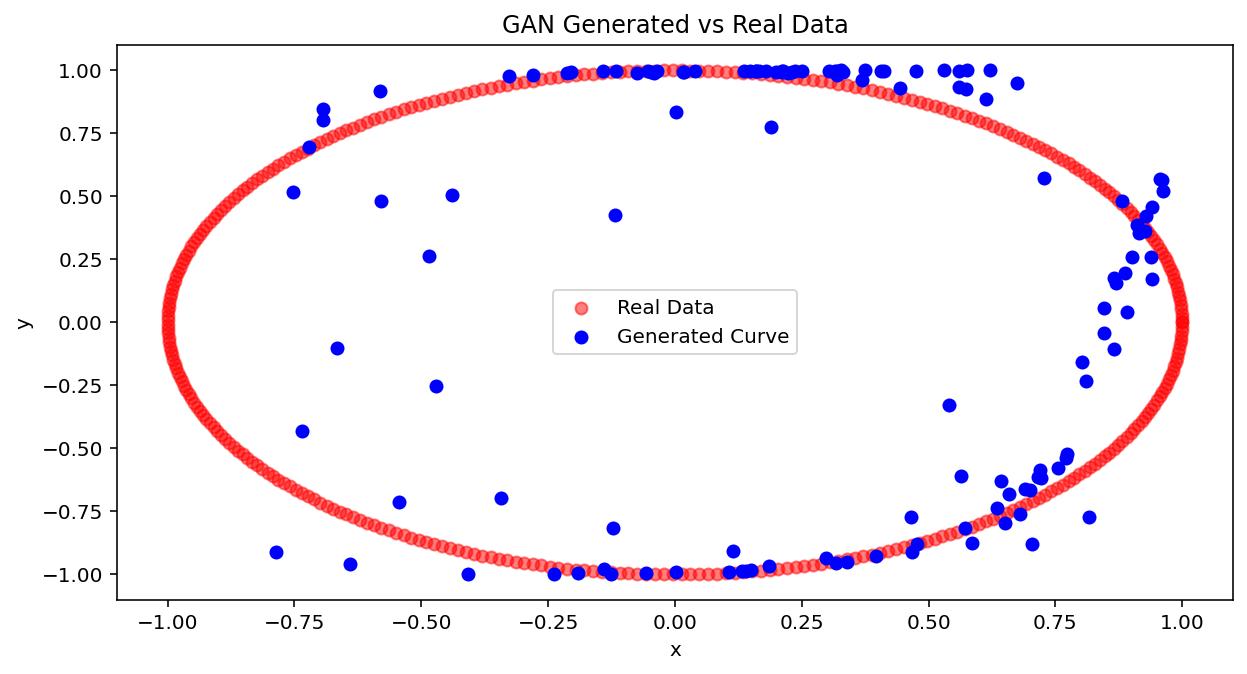 GAN Generated vs Real Data
1.00
0.75
0.50
0.25
0.00
−0.25
−0.50
−0.75
−1.00
y
Real Data
Generated Curve
−1.00 −0.75 −0.50 −0.25 0.00 0.25 0.50 0.75 1.00
x